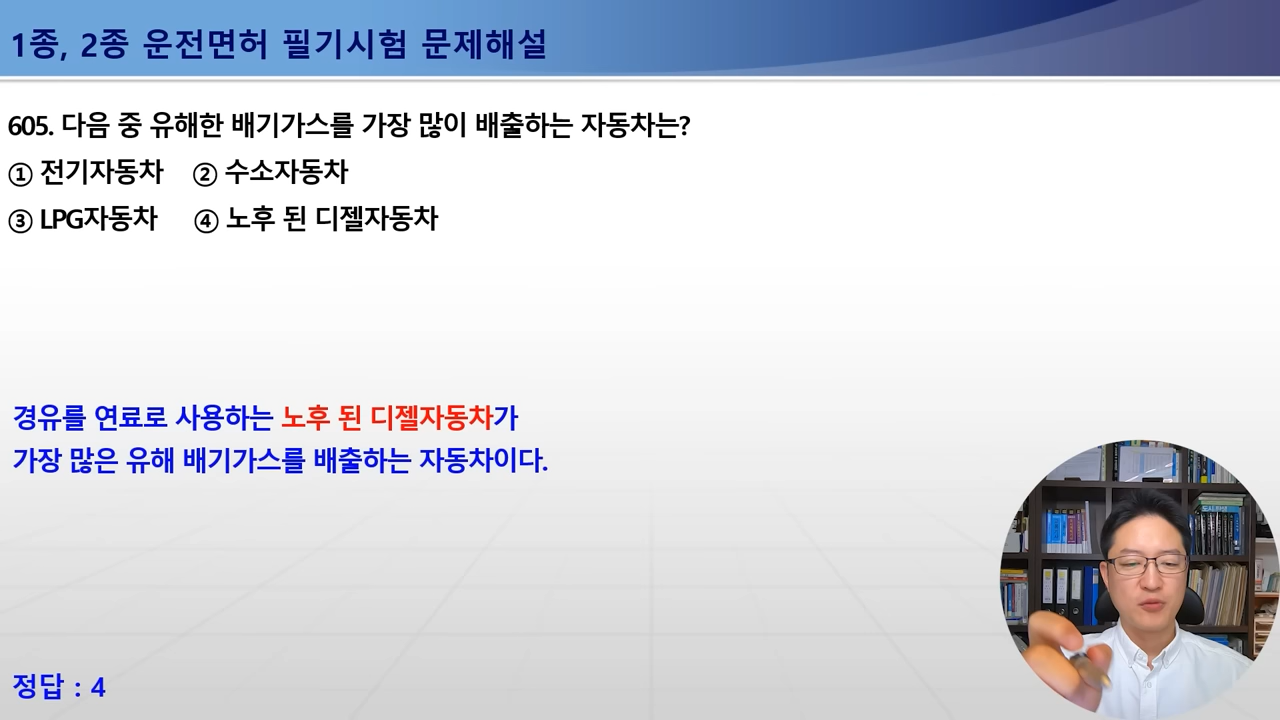 1종, 2종 운전면허 필기시험 문제해설
605. 다음 중 유해한 배기가스를 가장 많이 배출하는 자동차는?
① 전기자동차 ② 수소자동차
③ LPG자동차 ④ 노후 된 디젤자동차
경유를 연료로 사용하는 노후 된 디젤자동차가
가장 많은 유해 배기가스를 배출하는 자동차이다.
정답 : 4